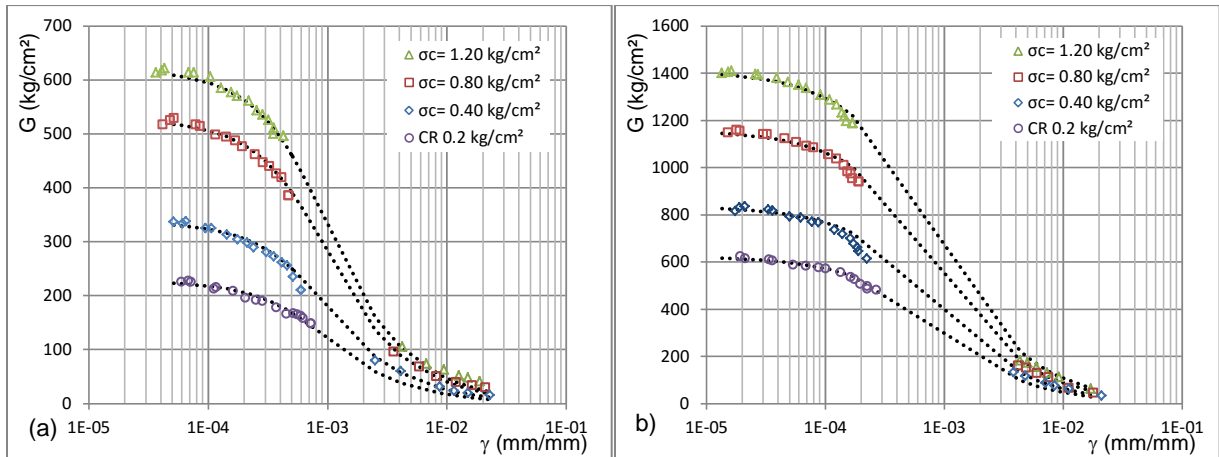 G (kg/cm²)
700
600
500
400
300
200
100
0
σc= 1.20 kg/cm²
σc= 0.80 kg/cm²
σc= 0.40 kg/cm²
CR 0.2 kg/cm²
(a)
1E-05 1E-04 1E-03 1E-02 1E-01
γ (mm/mm)
G (kg/cm²)
1600
1400
1200
1000
800
600
400
200
0
σc= 1.20 kg/cm²
σc= 0.80 kg/cm²
σc= 0.40 kg/cm²
CR 0.2 kg/cm²
b)
1E-05 1E-04 1E-03 1E-02 1E-01
γ (mm/mm)